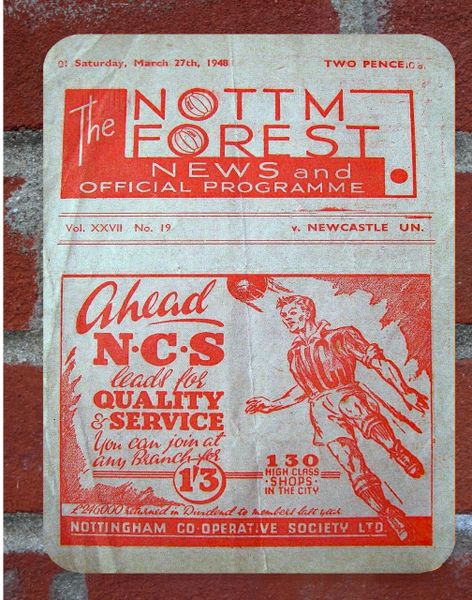 Saturday, March 27th, 1948 TWO PENCE
The NOTTM
FOREST
NEWS and
OFFICIAL PROGRAMME
Vol. XXVII No. 19 v. NEWCASTLE UN.
Ahead
N·C·S
leads for
QUALITY
& SERVICE
You can join at
any Branch for
1'3
NCS
130
HIGH CLASS
·SHOPS·
IN THE CITY
£246000 returned in Dividend to members last year
NOTTINGHAM CO-OPERATIVE SOCIETY LTD